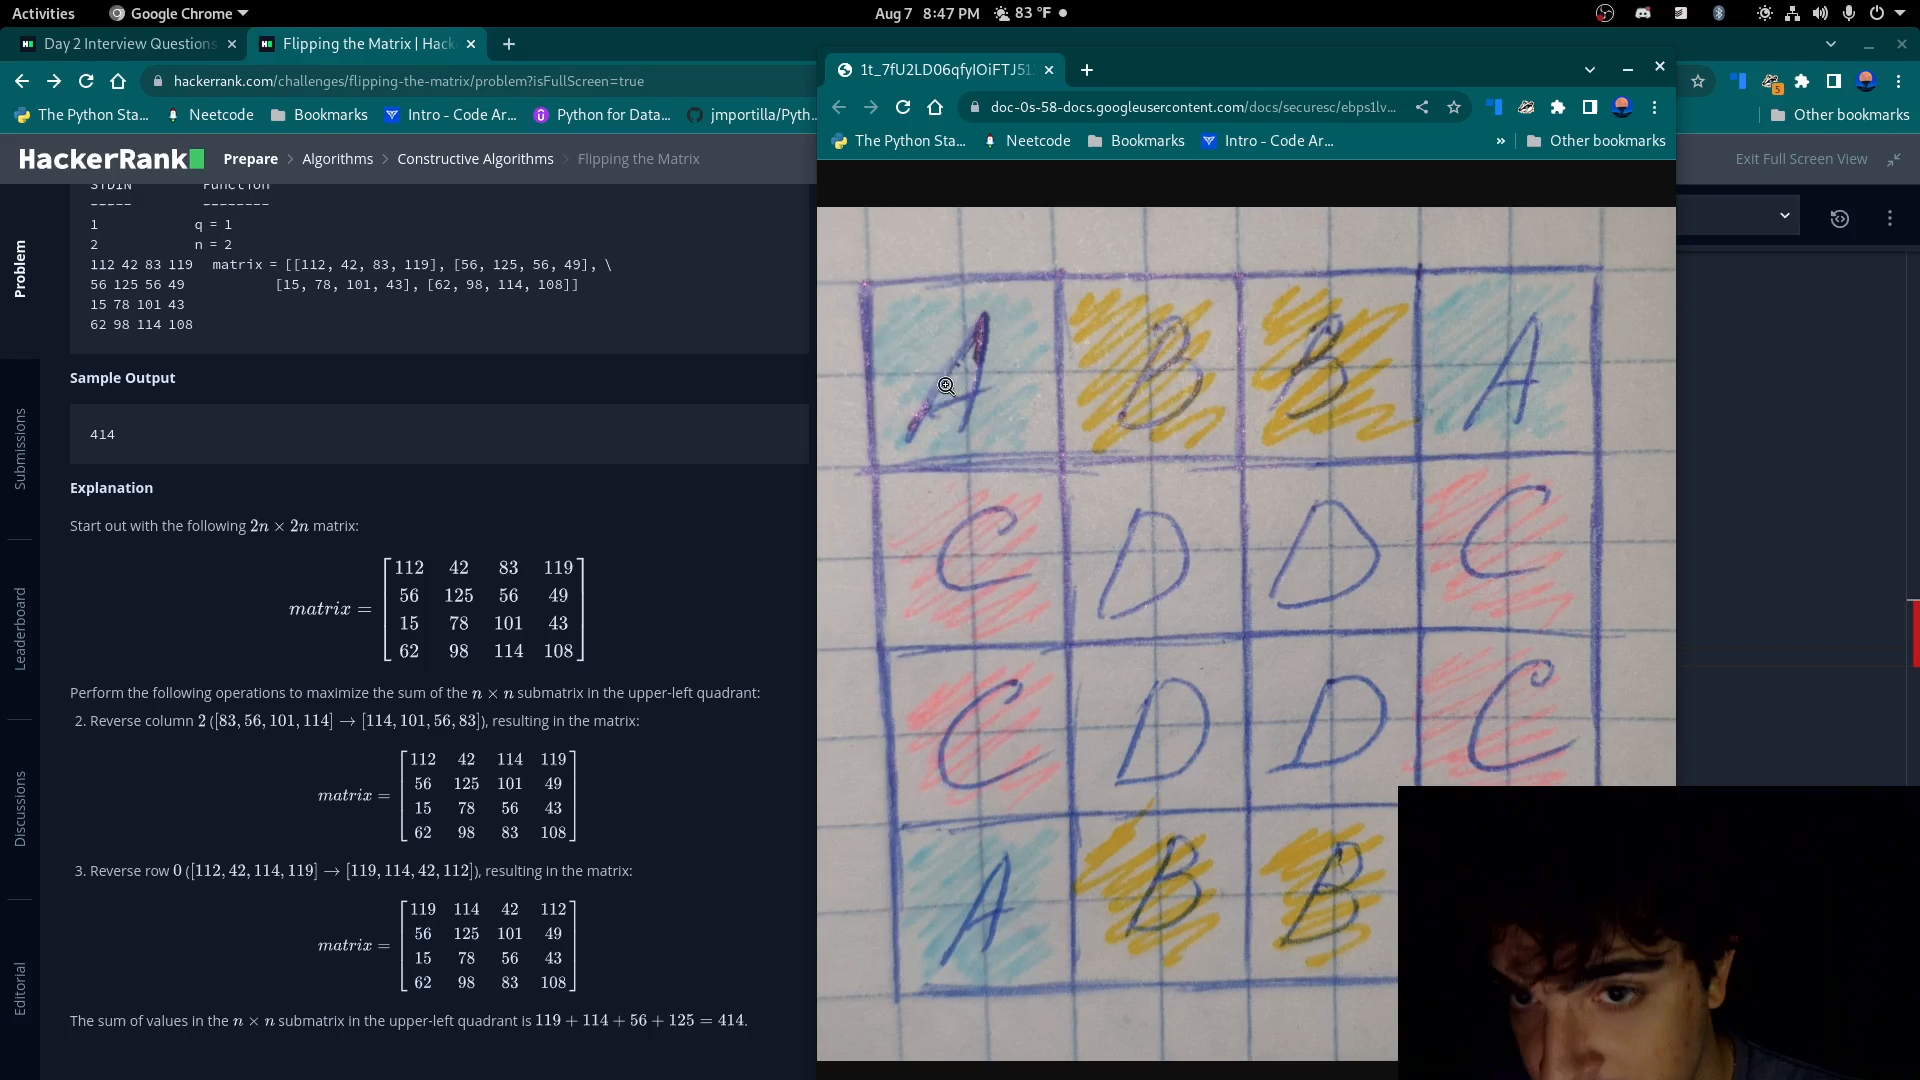 Activities
Google Chrome
Aug 7 8:47 PM
83 °F
Day 2 Interview Questions
Flipping the Matrix | Hack
hackerrank.com/challenges/flipping-the-matrix/problem?isFullScreen=true
The Python Sta...
Neetcode
Bookmarks
Intro - Code Ar...
Python for Data...
jmportilla/Pyth...
5
Other bookmarks
1t_7fU2LD06qfyIOiFTJ51
doc-0s-58-docs.googleusercontent.com/docs/securesc/ebps1lv...
The Python Sta...
Neetcode
Bookmarks
Intro - Code Ar...
»
Other bookmarks
HackerRank
Prepare > Algorithms > Constructive Algorithms > Flipping the Matrix
Exit Full Screen View
Problem
Submissions
Leaderboard
Discussions
Editorial
STDIN Function
----- --------
1 q = 1
2 n = 2
112 42 83 119 matrix = [[112, 42, 83, 119], [56, 125, 56, 49], \
56 125 56 49 [15, 78, 101, 43], [62, 98, 114, 108]]
15 78 101 43
62 98 114 108
Sample Output
414
Explanation
Start out with the following 2n × 2n matrix:
matrix =
112 42 83 119
56 125 56 49
15 78 101 43
62 98 114 108
Perform the following operations to maximize the sum of the n × n submatrix in the upper-left quadrant:
2. Reverse column 2 ([83, 56, 101, 114] → [114, 101, 56, 83]), resulting in the matrix:
matrix =
112 42 114 119
56 125 101 49
15 78 56 43
62 98 83 108
3. Reverse row 0 ([112, 42, 114, 119] → [119, 114, 42, 112]), resulting in the matrix:
matrix =
119 114 42 112
56 125 101 49
15 78 56 43
62 98 83 108
The sum of values in the n × n submatrix in the upper-left quadrant is 119 + 114 + 56 + 125 = 414.
A B B A
C D D C
C D D C
A B B